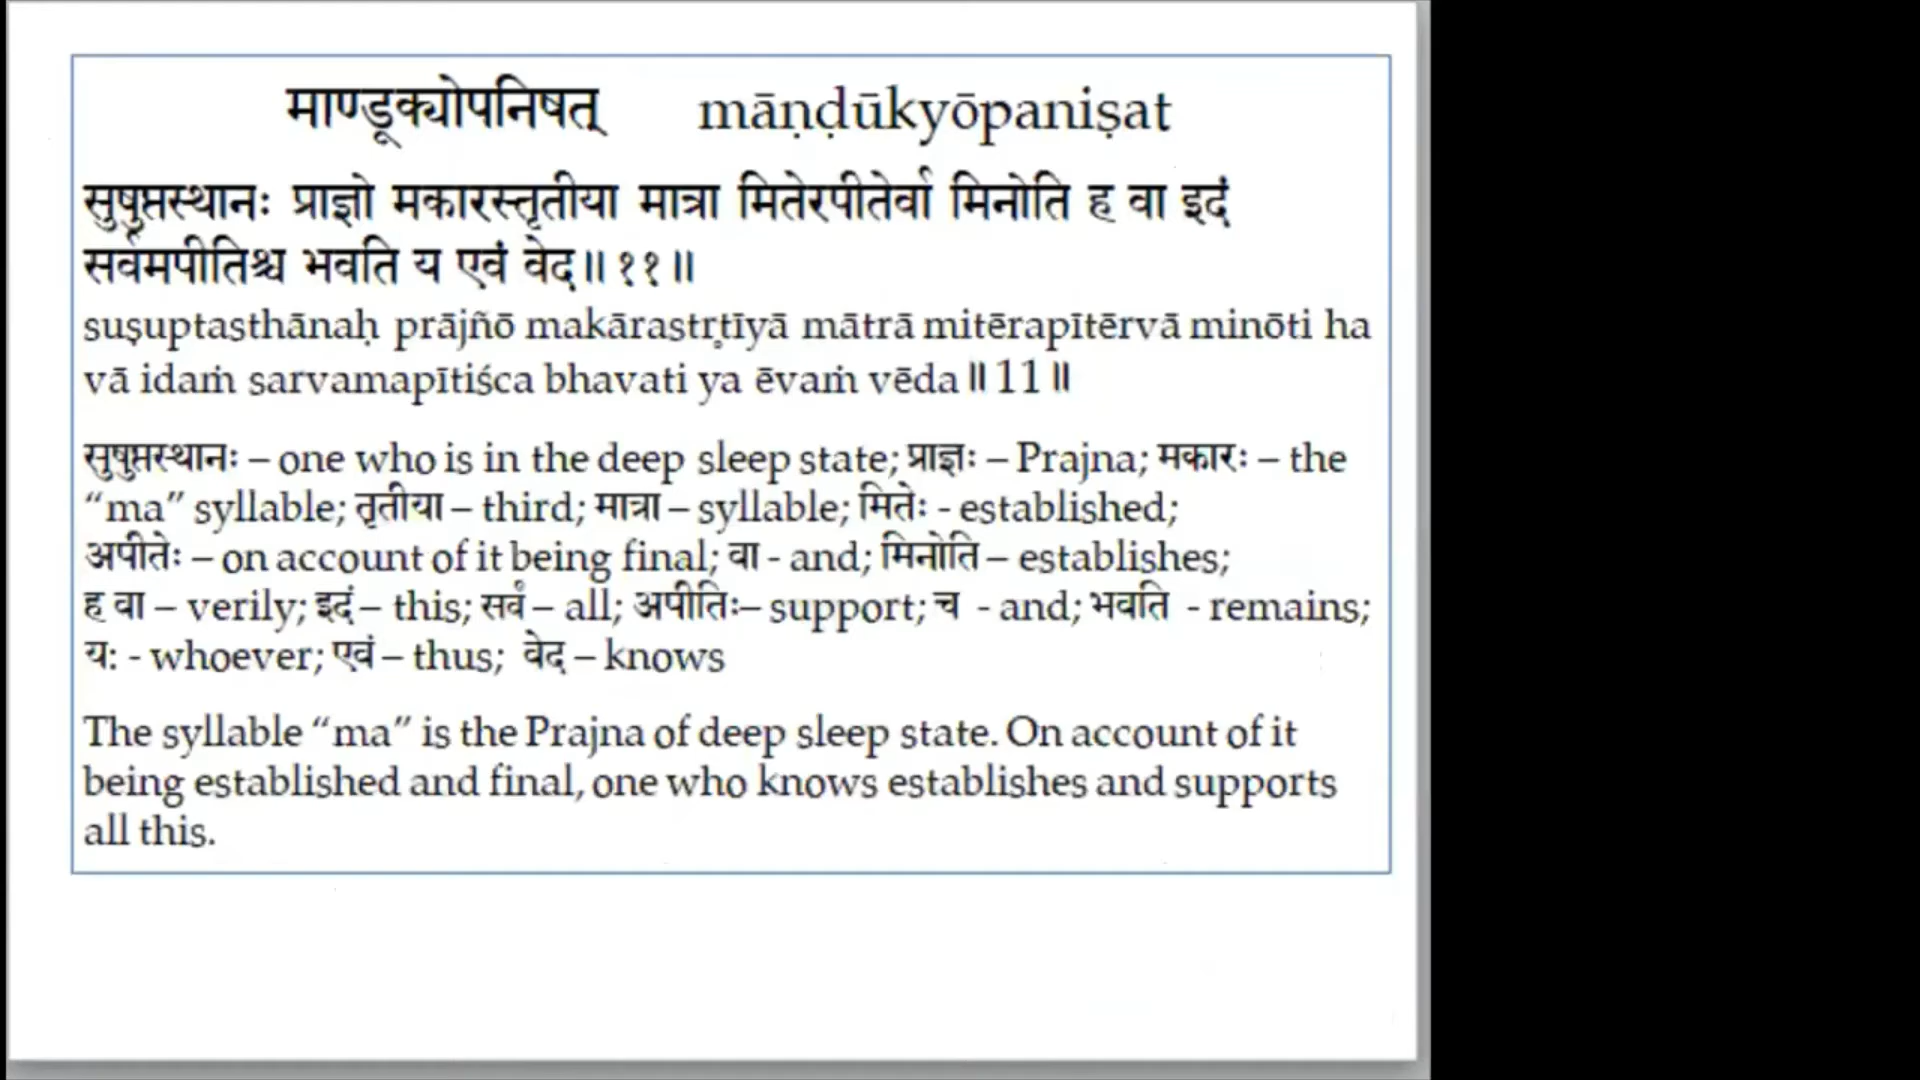 माण्डूक्योपनिषत् māṇḍūkyōpaniṣat
सुषुप्तस्थानः प्राज्ञो मकारस्तृतीया मात्रा मितेरपीतेर्वा मिनोति ह वा इदं
सर्वमपीतिश्च भवति य एवं वेद॥ ११॥
suṣuptasthānaḥ prājñō makārastr̥tīyā mātrā mitērapītērvā minōti ha
vā idaṁ sarvamapītiśca bhavati ya ēvaṁ vēda॥ 11॥
सुषुप्तस्थानः – one who is in the deep sleep state; प्राज्ञः – Prajna; मकारः – the
“ma” syllable; तृतीया – third; मात्रा – syllable; मितेः - established;
अपीतेः – on account of it being final; वा - and; मिनोति – establishes;
ह वा – verily; इदं – this; सर्वं – all; अपीतिः– support; च - and; भवति - remains;
यः - whoever; एवं – thus; वेद – knows
The syllable “ma” is the Prajna of deep sleep state. On account of it
being established and final, one who knows establishes and supports
all this.